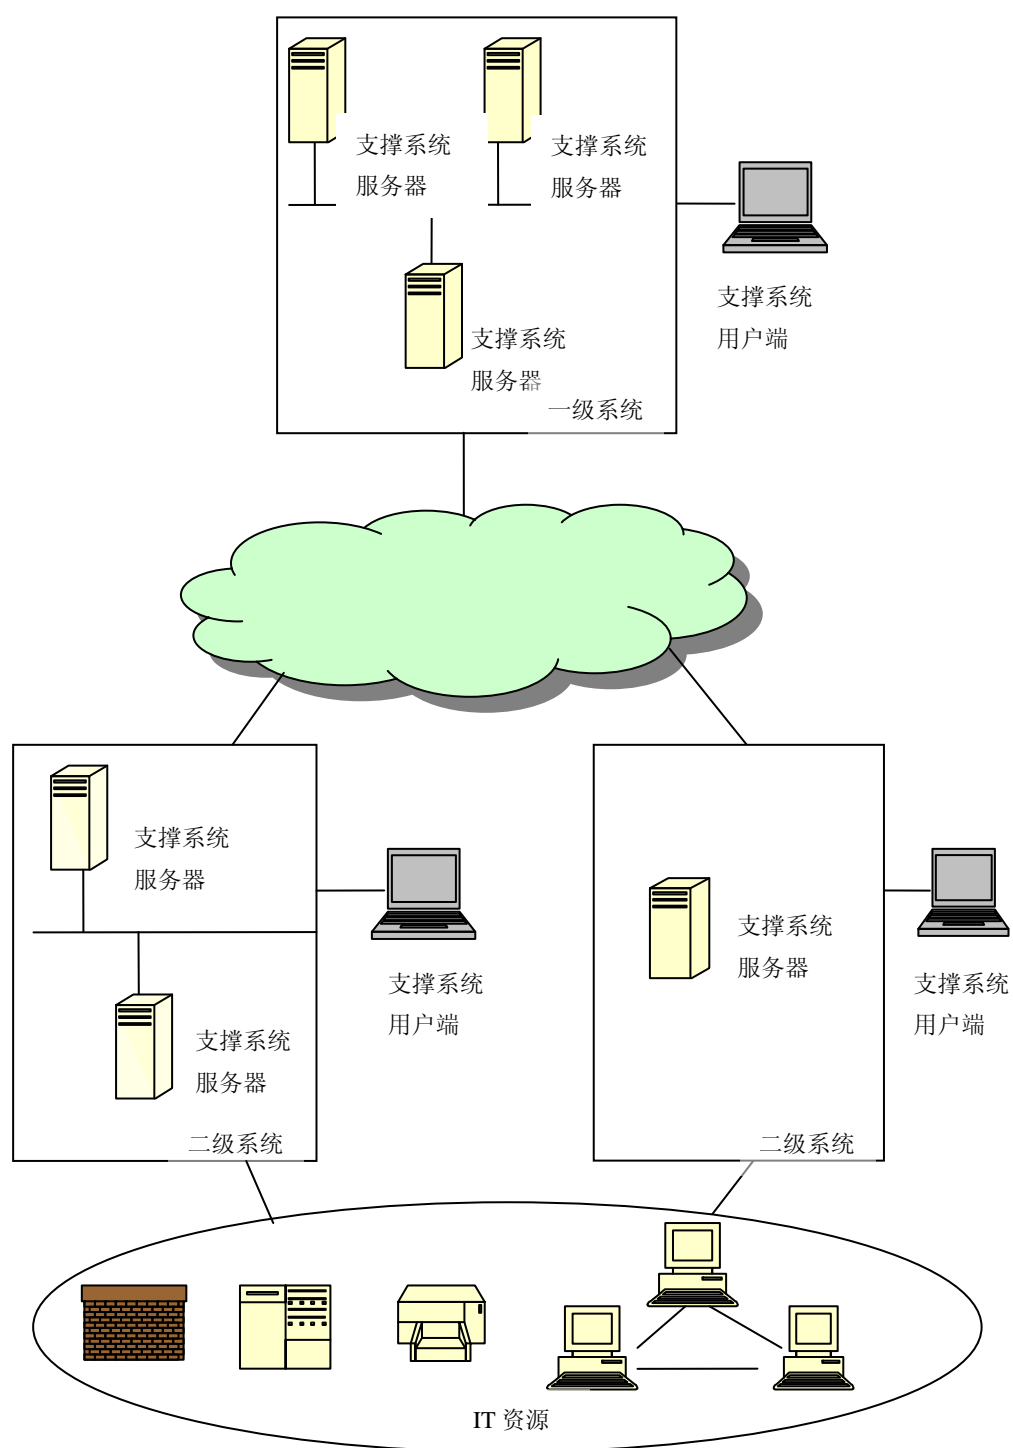 支撑系统
服务器
支撑系统
服务器
支撑系统
用户端
支撑系统
服务器
一级系统
支撑系统
服务器
支撑系统
用户端
支撑系统
服务器
二级系统
支撑系统
服务器
支撑系统
用户端
二级系统
IT 资源